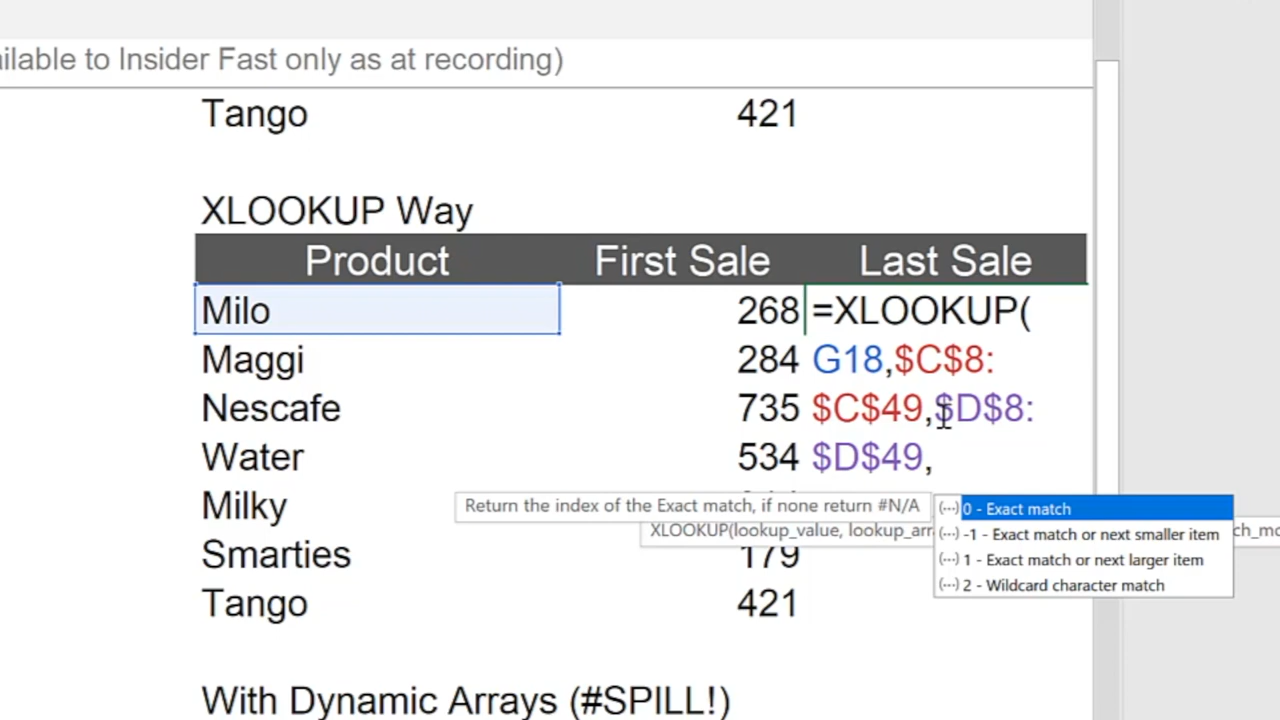 ilable to Insider Fast only as at recording)
Tango 421
XLOOKUP Way
Product First Sale Last Sale
Milo 268 =XLOOKUP(
Maggi 284 G18,$C$8:
Nescafe 735 $C$49,$D$8:
Water 534 $D$49,
Milky
Return the index of the Exact match, if none return #N/A
(...) 0 - Exact match
XLOOKUP(lookup_value, lookup_arra
(...) -1 - Exact match or next smaller item
ch_mo
Smarties 179
(...) 1 - Exact match or next larger item
(...) 2 - Wildcard character match
Tango 421
With Dynamic Arrays (#SPILL!)